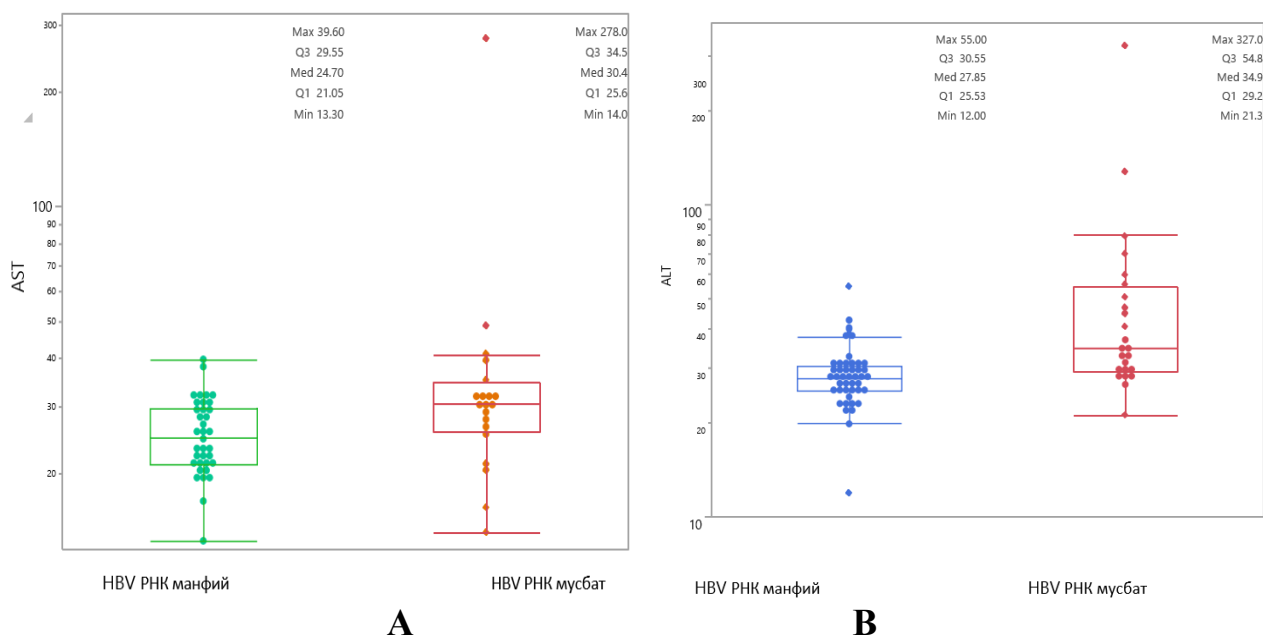 300
200
100
90
80
70
60
50
40
30
20
AST
Max 39.60
Q3 29.55
Med 24.70
Q1 21.05
Min 13.30
Max 278.0
Q3 34.5
Med 30.4
Q1 25.6
Min 14.0
HBV РНК манфий
HBV РНК мусбат
A
300
200
100
90
80
70
60
50
40
30
20
10
ALT
Max 55.00
Q3 30.55
Med 27.85
Q1 25.53
Min 12.00
Max 327.0
Q3 54.8
Med 34.9
Q1 29.2
Min 21.3
HBV РНК манфий
HBV РНК мусбат
B